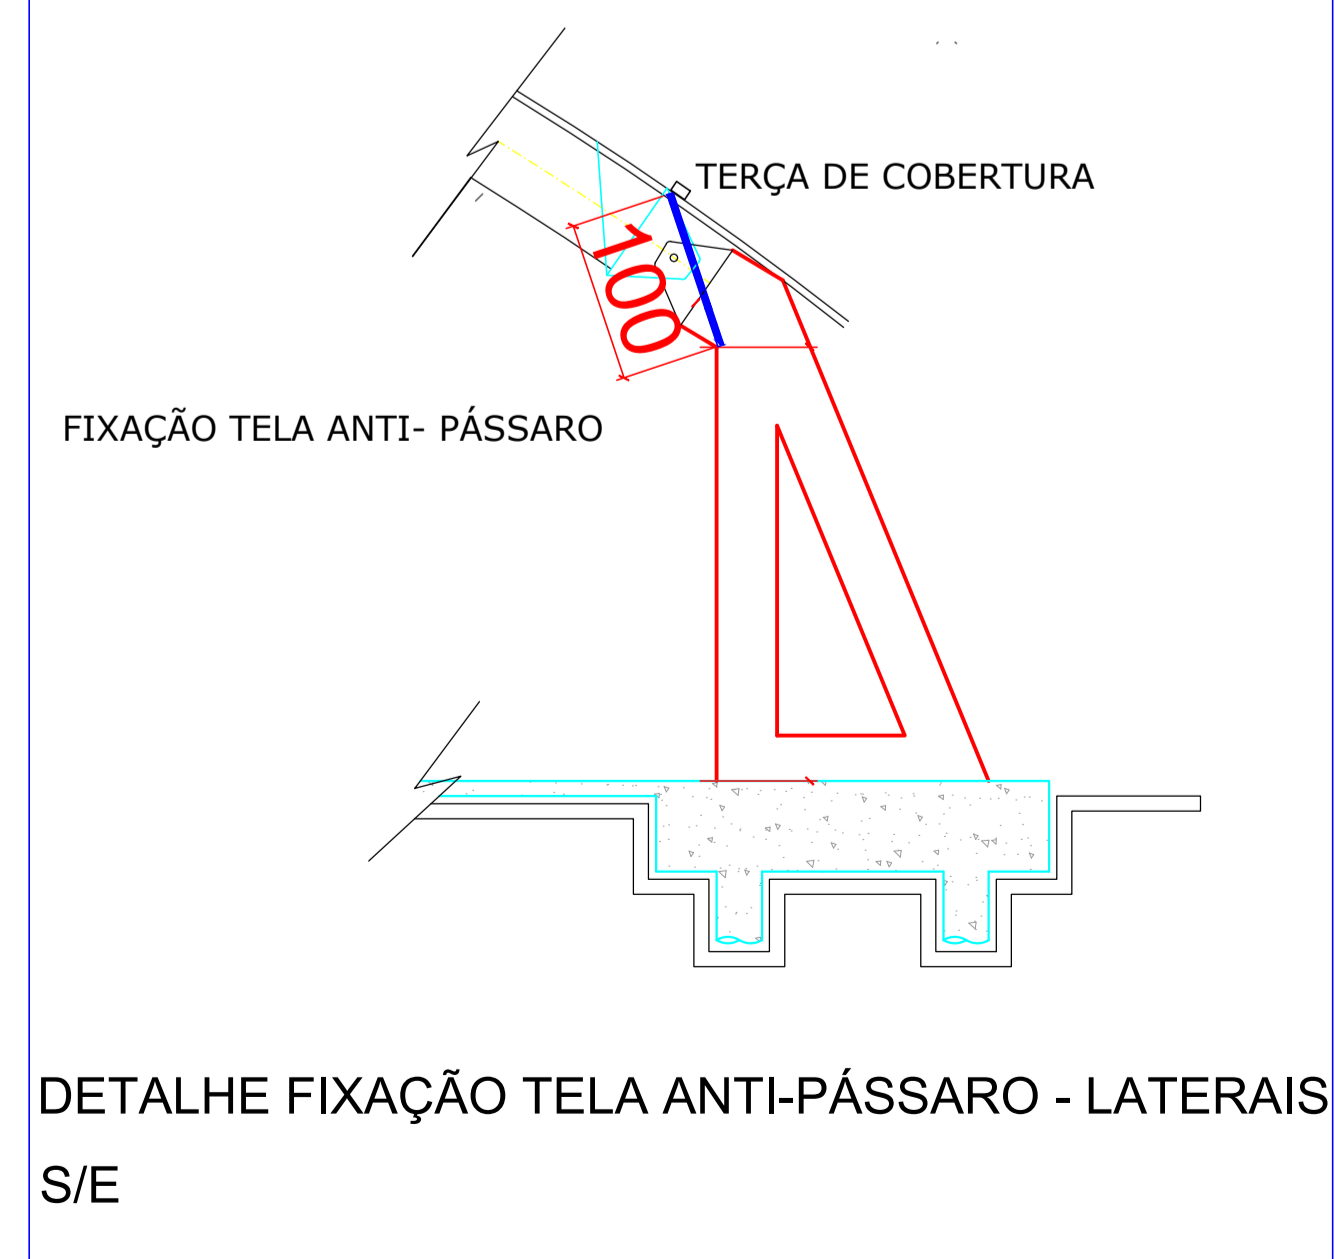 TERÇA DE COBERTURA
100
FIXAÇÃO TELA ANTI- PÁSSARO
DETALHE FIXAÇÃO TELA ANTI-PÁSSARO - LATERAIS
S/E